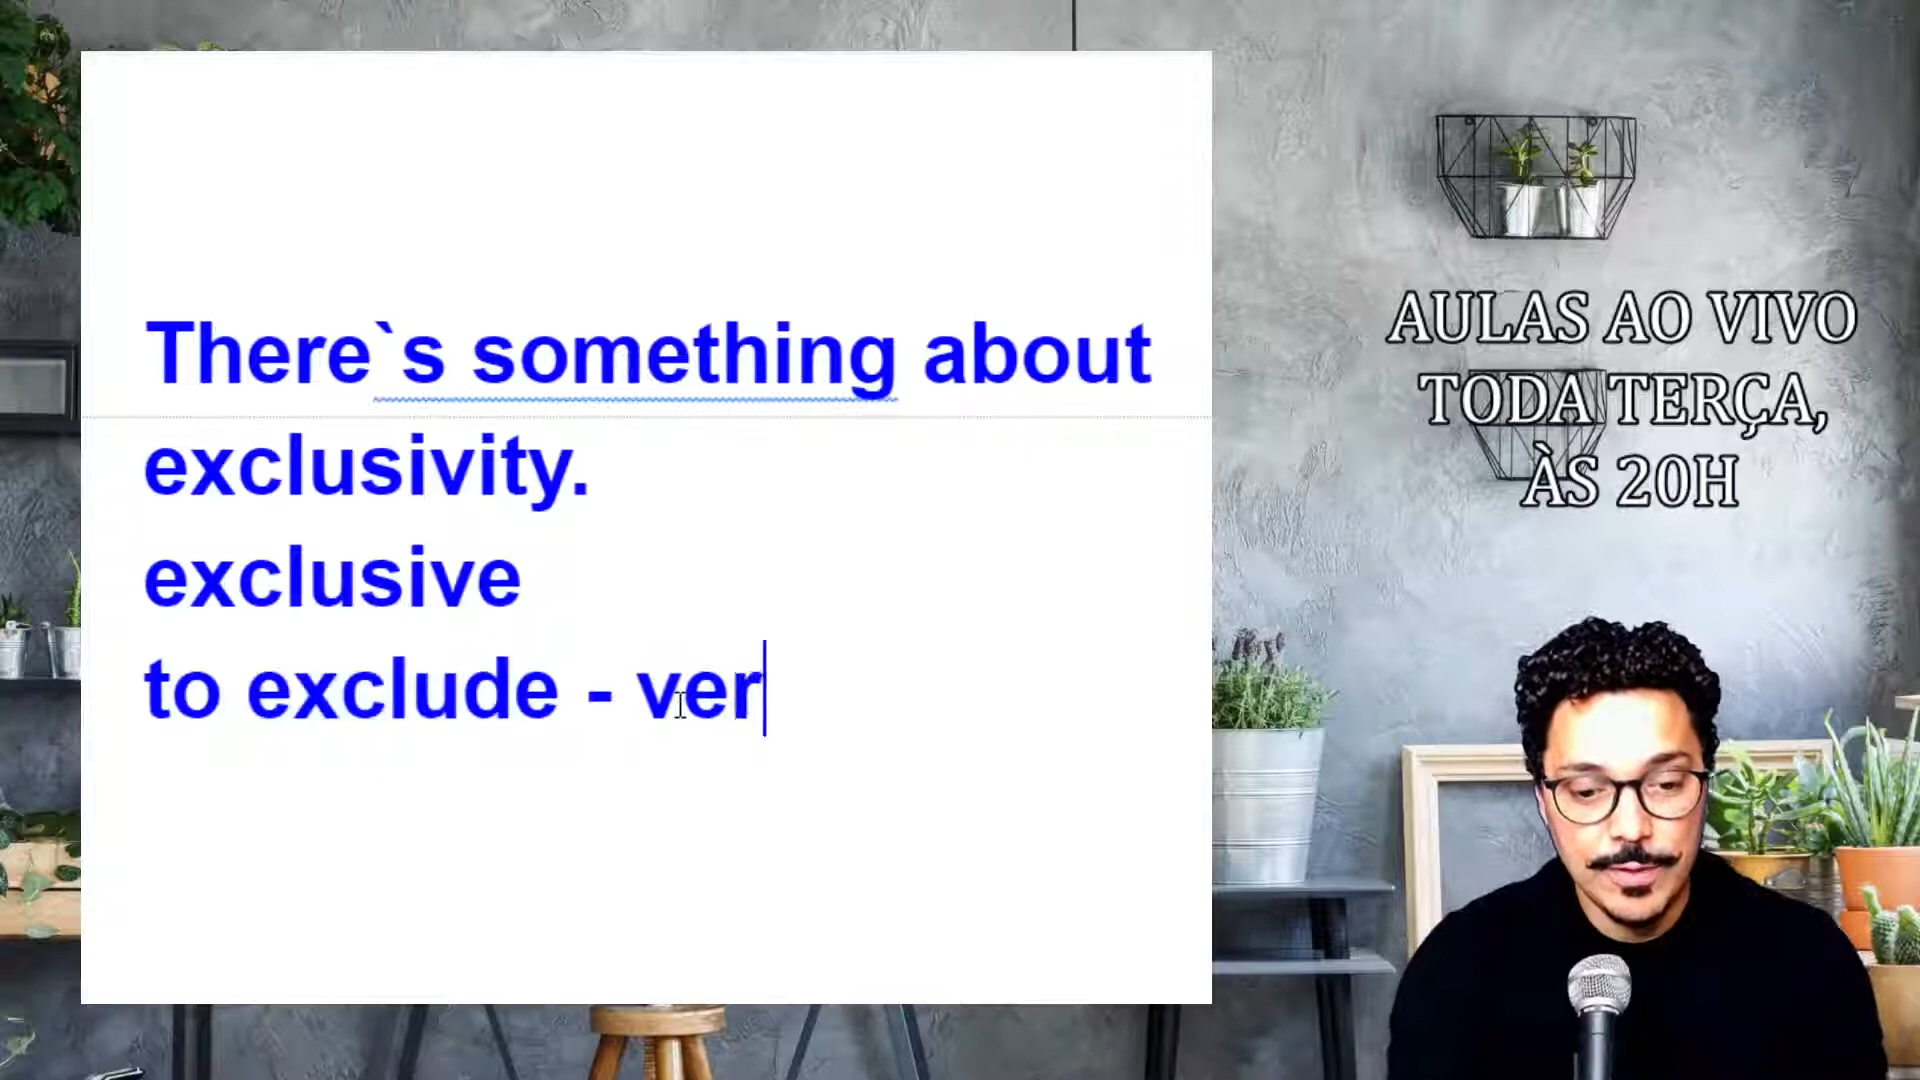 There`s something about
exclusivity.
exclusive
to exclude - ver
AULAS AO VIVO
TODA TERÇA,
ÀS 20H